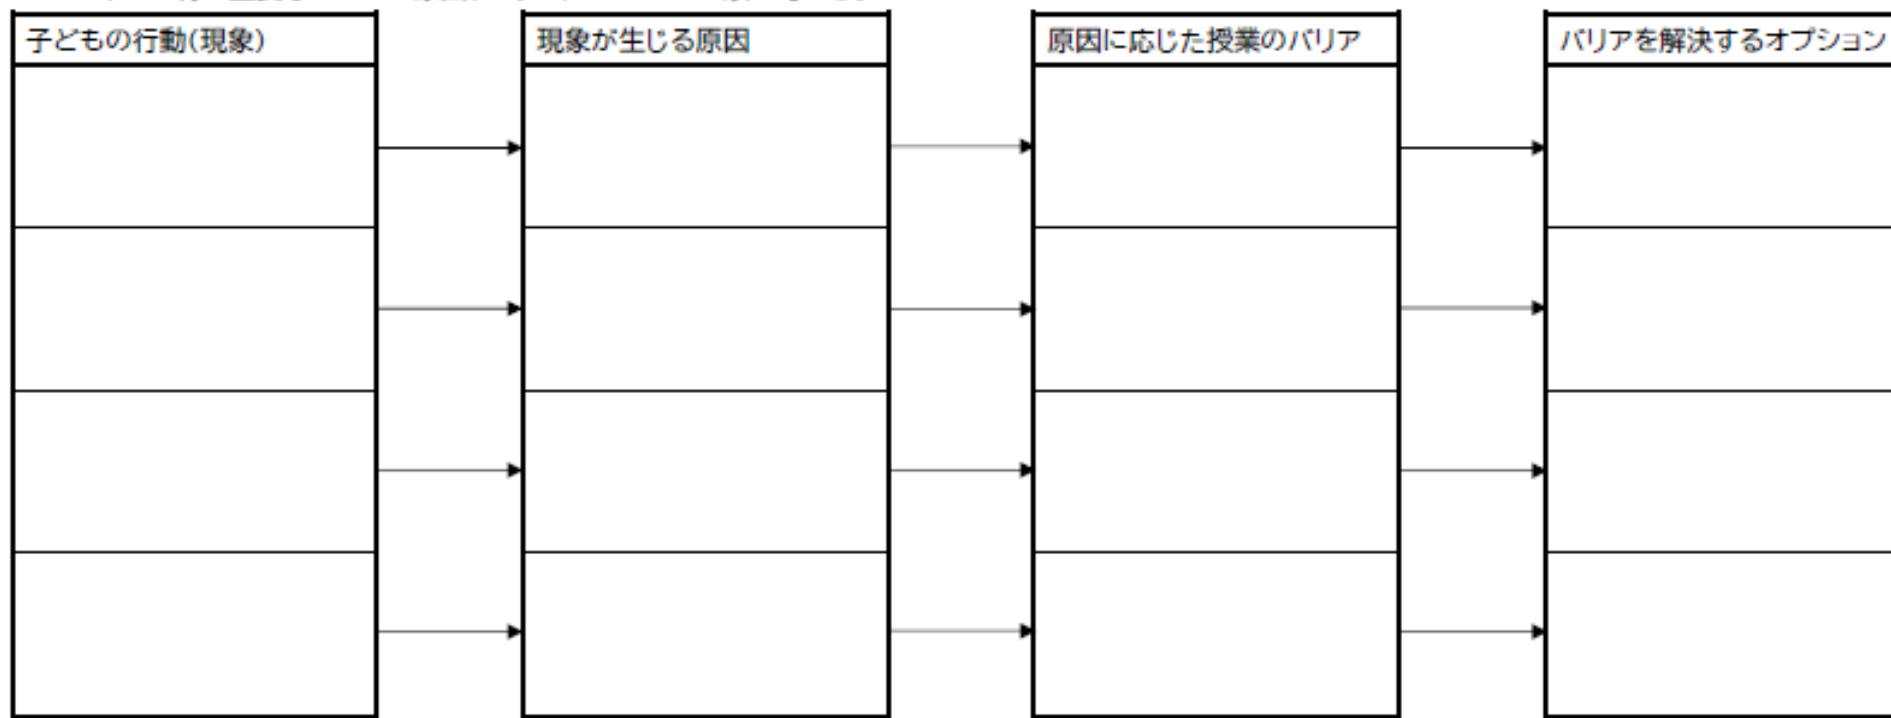 子どもの行動(現象)
現象が生じる原因
原因に応じた授業のバリア
バリアを解決するオプション